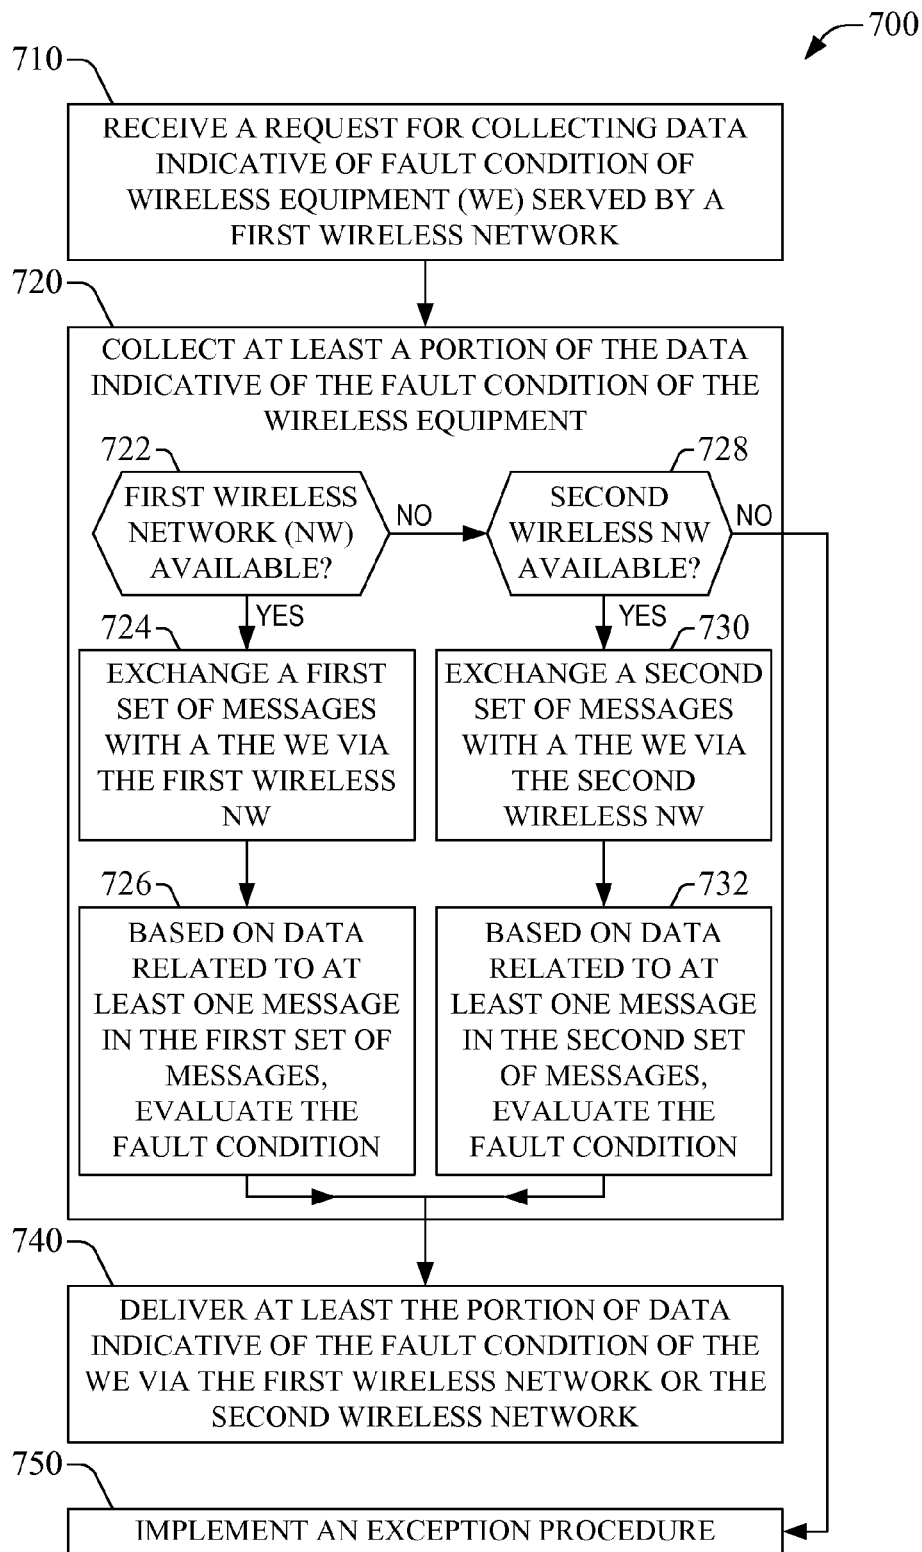 700
710
RECEIVE A REQUEST FOR COLLECTING DATA
INDICATIVE OF FAULT CONDITION OF
WIRELESS EQUIPMENT (WE) SERVED BY A
FIRST WIRELESS NETWORK
720
COLLECT AT LEAST A PORTION OF THE DATA
INDICATIVE OF THE FAULT CONDITION OF THE
WIRELESS EQUIPMENT
722
FIRST WIRELESS
NETWORK (NW)
AVAILABLE?
NO
728
SECOND
WIRELESS NW
AVAILABLE?
NO
YES
YES
724
EXCHANGE A FIRST
SET OF MESSAGES
WITH A THE WE VIA
THE FIRST WIRELESS
NW
730
EXCHANGE A SECOND
SET OF MESSAGES
WITH A THE WE VIA
THE SECOND
WIRELESS NW
726
BASED ON DATA
RELATED TO AT
LEAST ONE MESSAGE
IN THE FIRST SET OF
MESSAGES,
EVALUATE THE
FAULT CONDITION
732
BASED ON DATA
RELATED TO AT
LEAST ONE MESSAGE
IN THE SECOND SET
OF MESSAGES,
EVALUATE THE
FAULT CONDITION
740
DELIVER AT LEAST THE PORTION OF DATA
INDICATIVE OF THE FAULT CONDITION OF THE
WE VIA THE FIRST WIRELESS NETWORK OR THE
SECOND WIRELESS NETWORK
750
IMPLEMENT AN EXCEPTION PROCEDURE